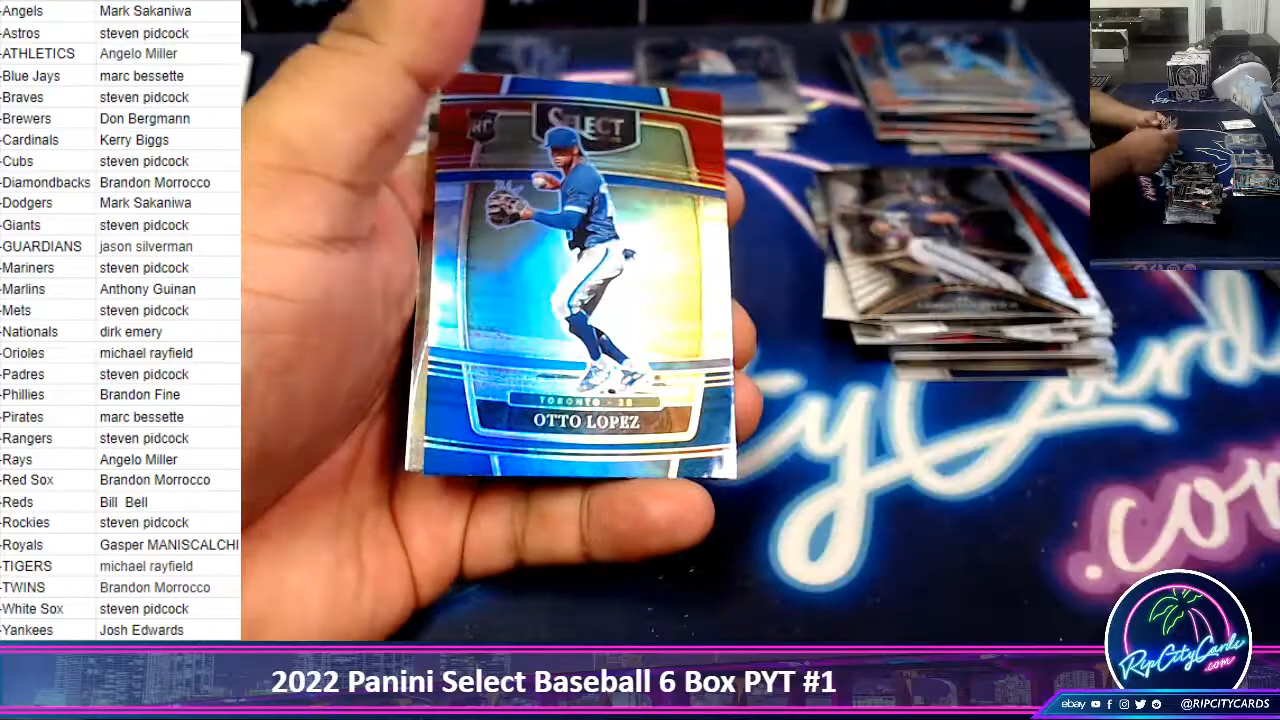 -Angels Mark Sakaniwa
-Astros steven pidcock
-ATHLETICS Angelo Miller
-Blue Jays marc bessette
-Braves steven pidcock
-Brewers Don Bergmann
-Cardinals Kerry Biggs
-Cubs steven pidcock
-Diamondbacks Brandon Morrocco
-Dodgers Mark Sakaniwa
-Giants steven pidcock
-GUARDIANS jason silverman
-Mariners steven pidcock
-Marlins Anthony Guinan
-Mets steven pidcock
-Nationals dirk emery
-Orioles michael rayfield
-Padres steven pidcock
-Phillies Brandon Fine
-Pirates marc bessette
-Rangers steven pidcock
-Rays Angelo Miller
-Red Sox Brandon Morrocco
-Reds Bill Bell
-Rockies steven pidcock
-Royals Gasper MANISCALCHI
-TIGERS michael rayfield
-TWINS Brandon Morrocco
-White Sox steven pidcock
-Yankees Josh Edwards
RC
SELECT
TORONTO - 2B
OTTO LOPEZ
.com
RipCityCards
.com
2022 Panini Select Baseball 6 Box PYT #1
ebay @RIPCITYCARDS